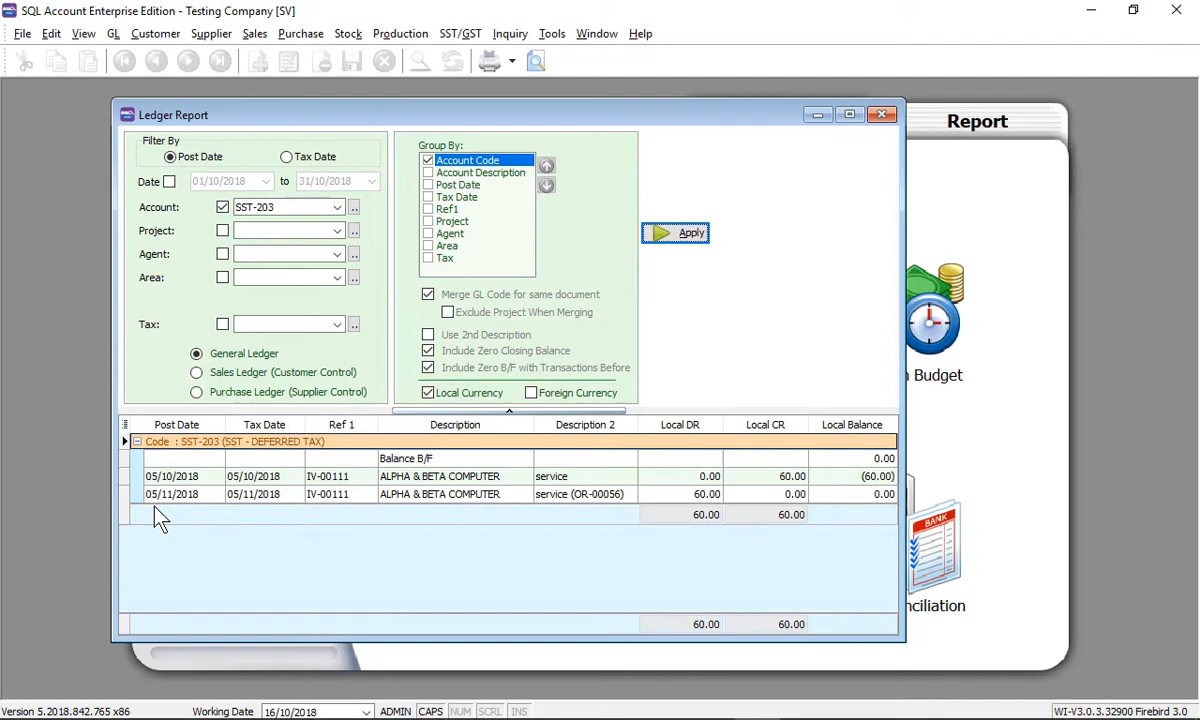 SQL Account Enterprise Edition - Testing Company [SV]
File Edit View GL Customer Supplier Sales Purchase Stock Production SST/GST Inquiry Tools Window Help
Report
Ledger Report
Filter By
Post Date Tax Date
Date 01/10/2018 to 31/10/2018
Account: SST-203 ..
Project: ..
Agent: ..
Area: ..
Tax: ..
General Ledger
Sales Ledger (Customer Control)
Purchase Ledger (Supplier Control)
Group By:
Account Code
Account Description
Post Date
Tax Date
Ref1
Project
Agent
Area
Tax
Merge GL Code for same document
Exclude Project When Merging
Use 2nd Description
Include Zero Closing Balance
Include Zero B/F with Transactions Before
Local Currency Foreign Currency
Apply
Post Date Tax Date Ref 1 Description Description 2 Local DR Local CR Local Balance
Code : SST-203 (SST - DEFERRED TAX)
Balance B/F 0.00
05/10/2018 05/10/2018 IV-00111 ALPHA & BETA COMPUTER service 0.00 60.00 (60.00)
05/11/2018 05/11/2018 IV-00111 ALPHA & BETA COMPUTER service (OR-00056) 60.00 0.00 0.00
60.00 60.00
60.00 60.00
Budget
BANK
nciliation
Version 5.2018.842.765 x86 Working Date 16/10/2018 ADMIN CAPS NUM SCRL INS WI-V3.0.3.32900 Firebird 3.0